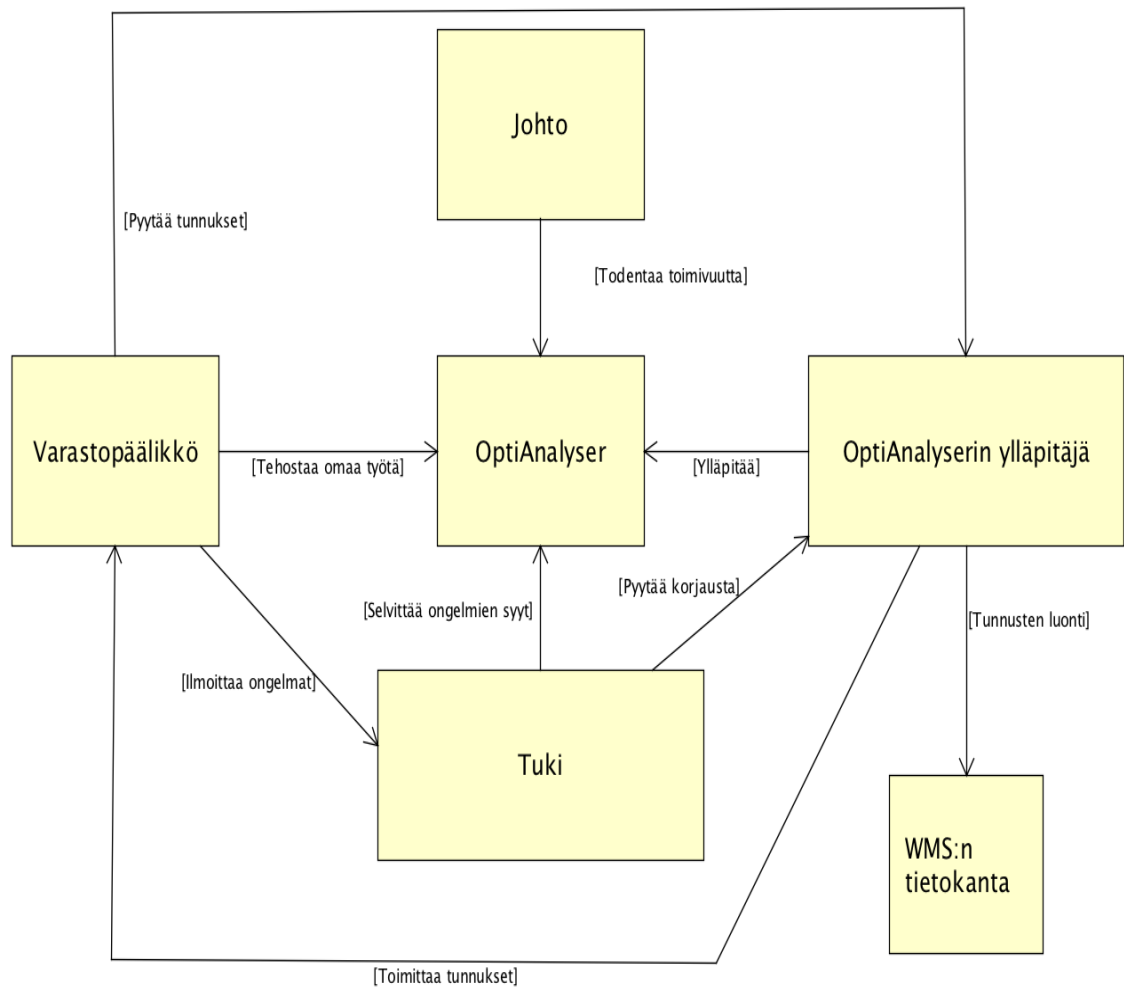 Johto
[Pyytää tunnukset]
[Todentaa toimivuutta]
Varastopäälikkö
OptiAnalyser
OptiAnalyserin ylläpitäjä
[Tehostaa omaa työtä]
[Ylläpitää]
[Selvittää ongelmien syyt]
[Pyytää korjausta]
[Tunnusten luonti]
[Ilmoittaa ongelmat]
Tuki
WMS:n
tietokanta
[Toimittaa tunnukset]